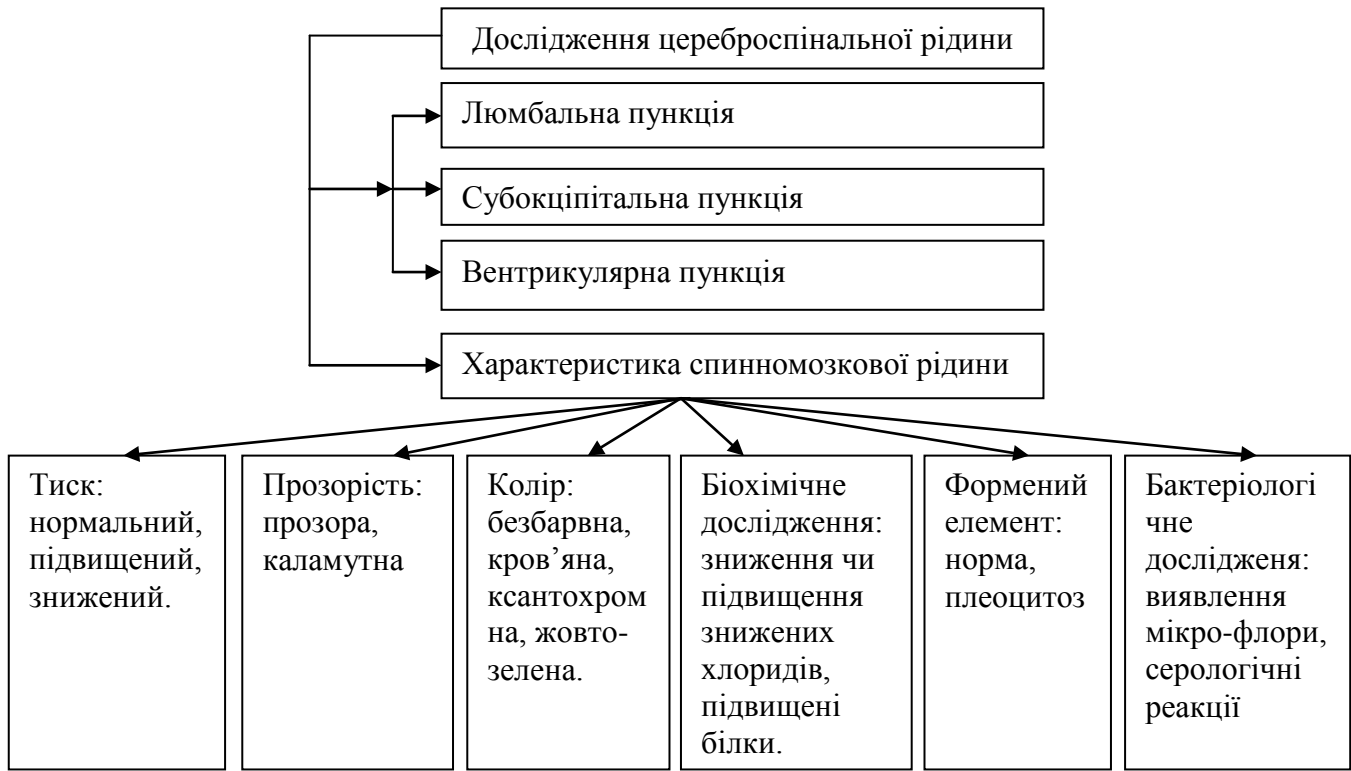 Дослідження цереброспінальної рідини
Люмбальна пункція
Субокціпітальна пункція
Вентрикулярна пункція
Характеристика спинномозкової рідини
Тиск:
нормальний,
підвищений,
знижений.
Прозорість:
прозора,
каламутна
Колір:
безбарвна,
кров’яна,
ксантохром
на, жовто-
зелена.
Біохімічне
дослідження:
зниження чи
підвищення
знижених
хлоридів,
підвищені
білки.
Формений
елемент:
норма,
плеоцитоз
Бактеріологі
чне
дослідженя:
виявлення
мікро-флори,
серологічні
реакції